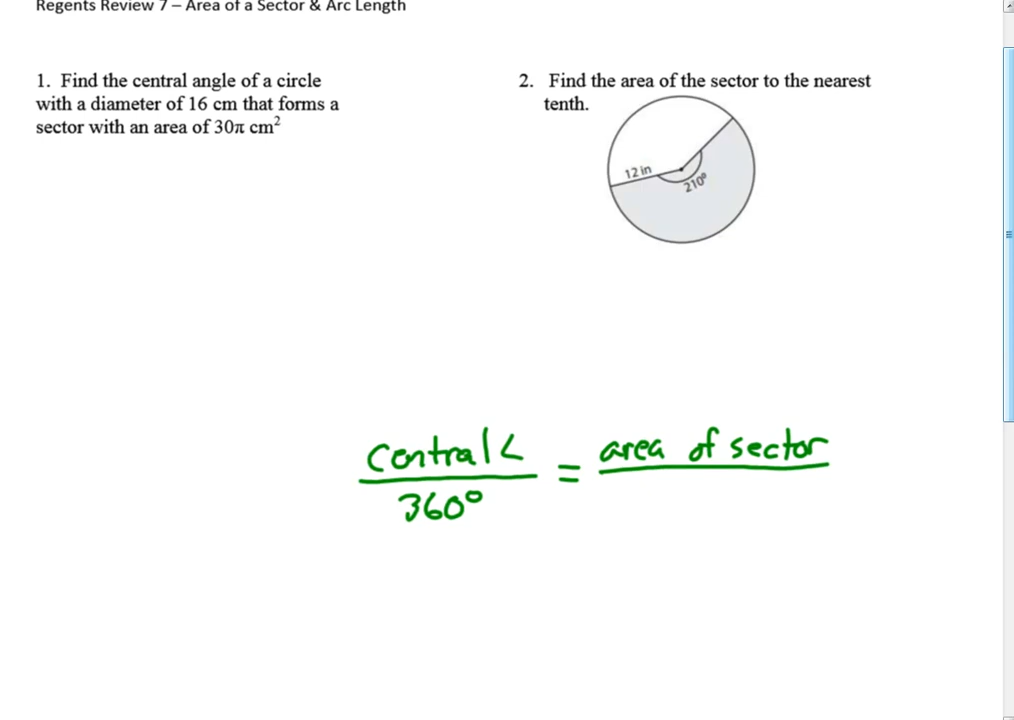 Regents Review 7 – Area of a Sector & Arc Length
1. Find the central angle of a circle
with a diameter of 16 cm that forms a
sector with an area of 30π cm²
2. Find the area of the sector to the nearest
tenth.
12 in
210º
central < = area of sector
360°